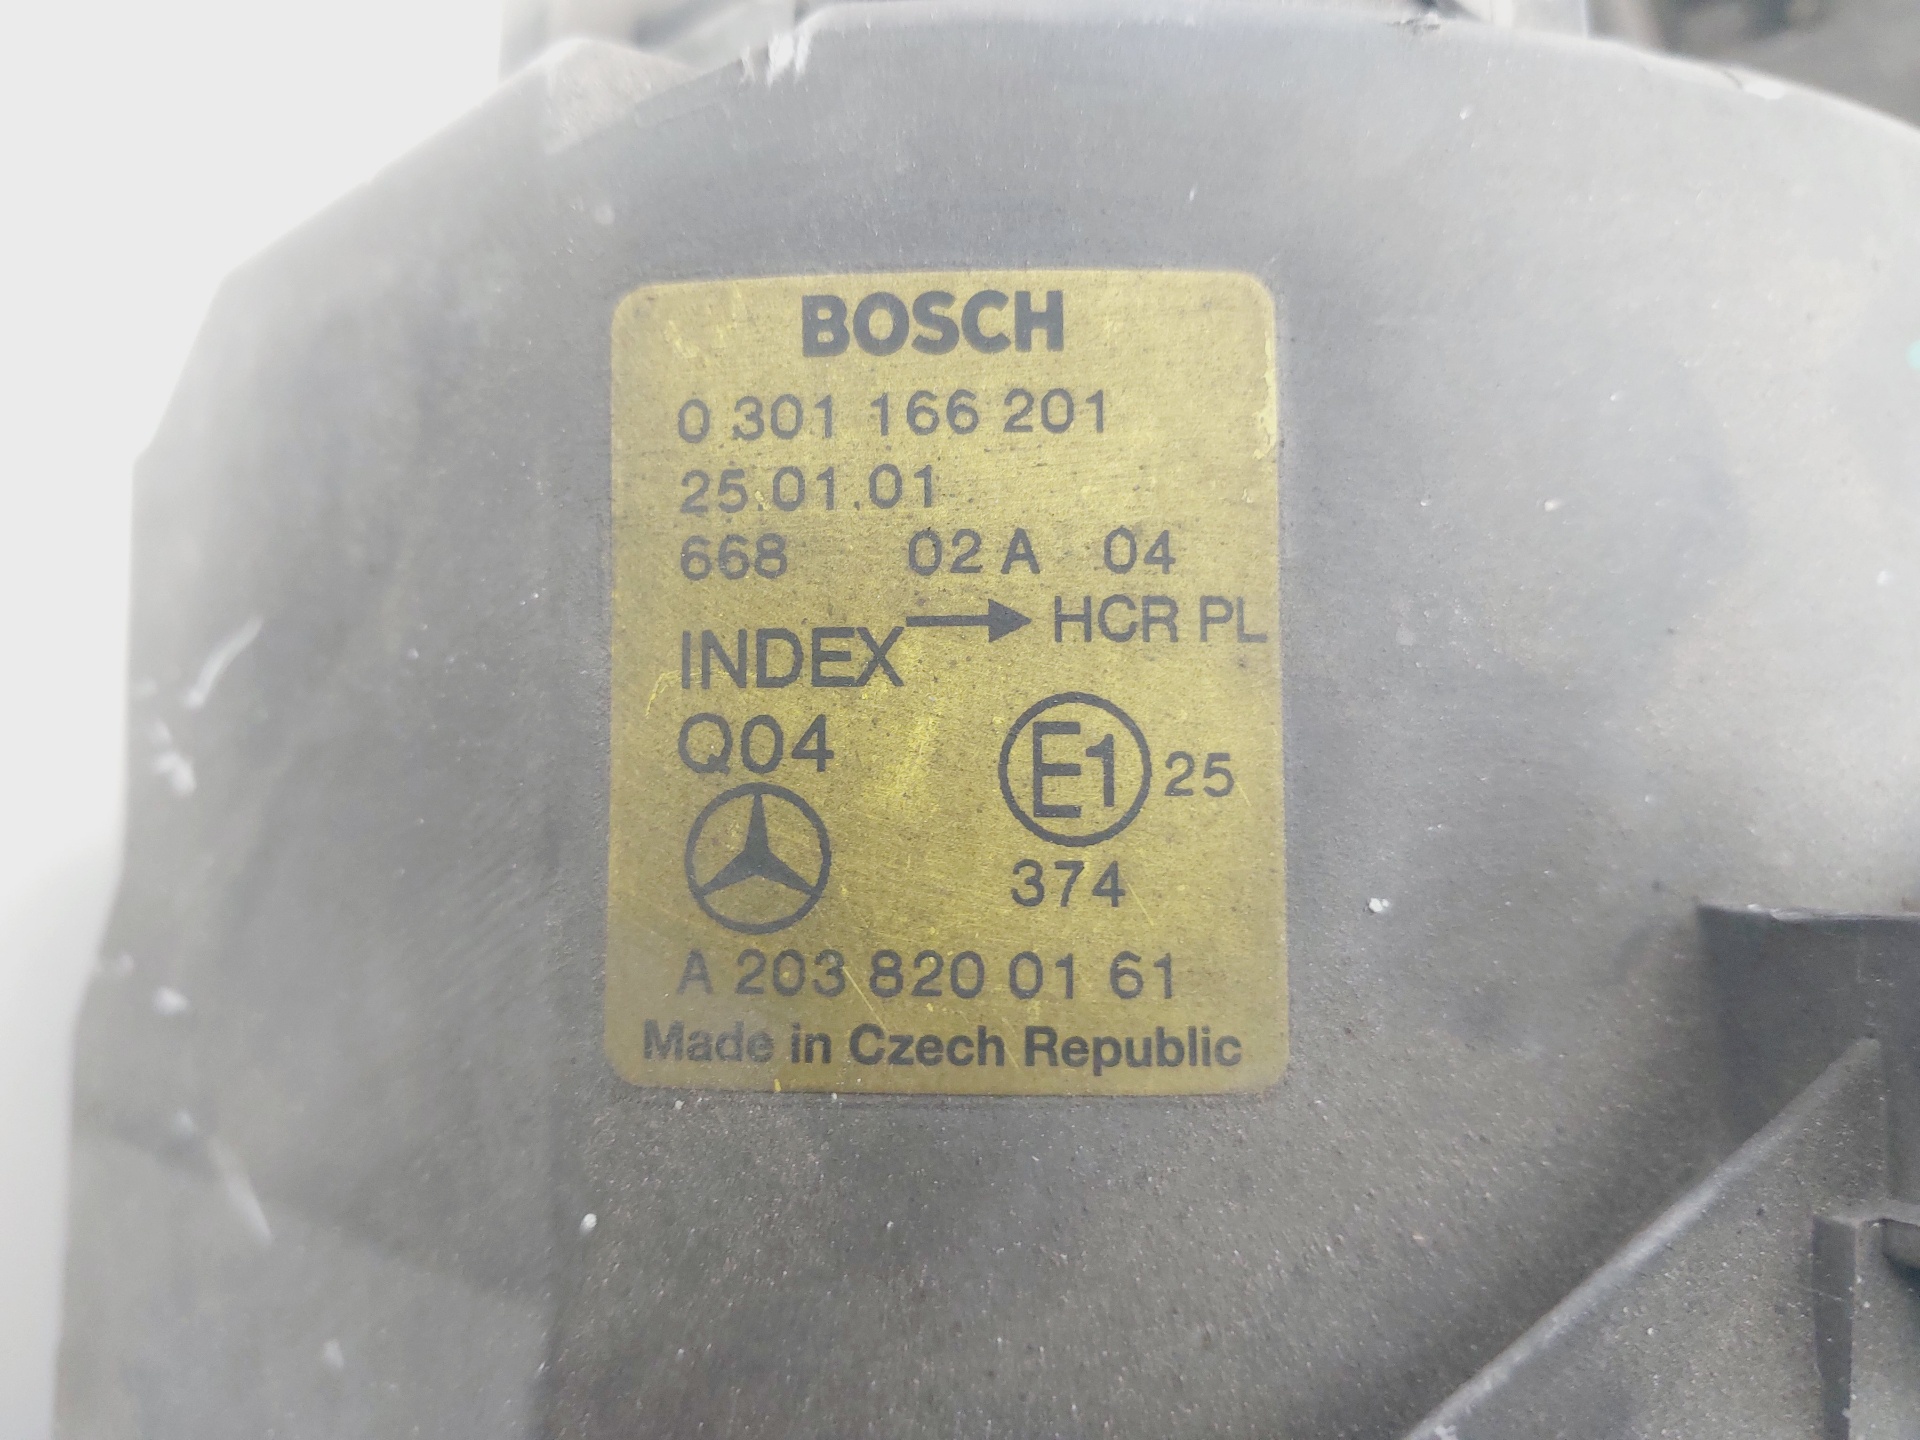 BOSCH
0 301 166 201
25.01.01
668 02 A 04
→ HCR PL
INDEX
Q04
E1 25
374
A 203 820 01 61
Made in Czech Republic